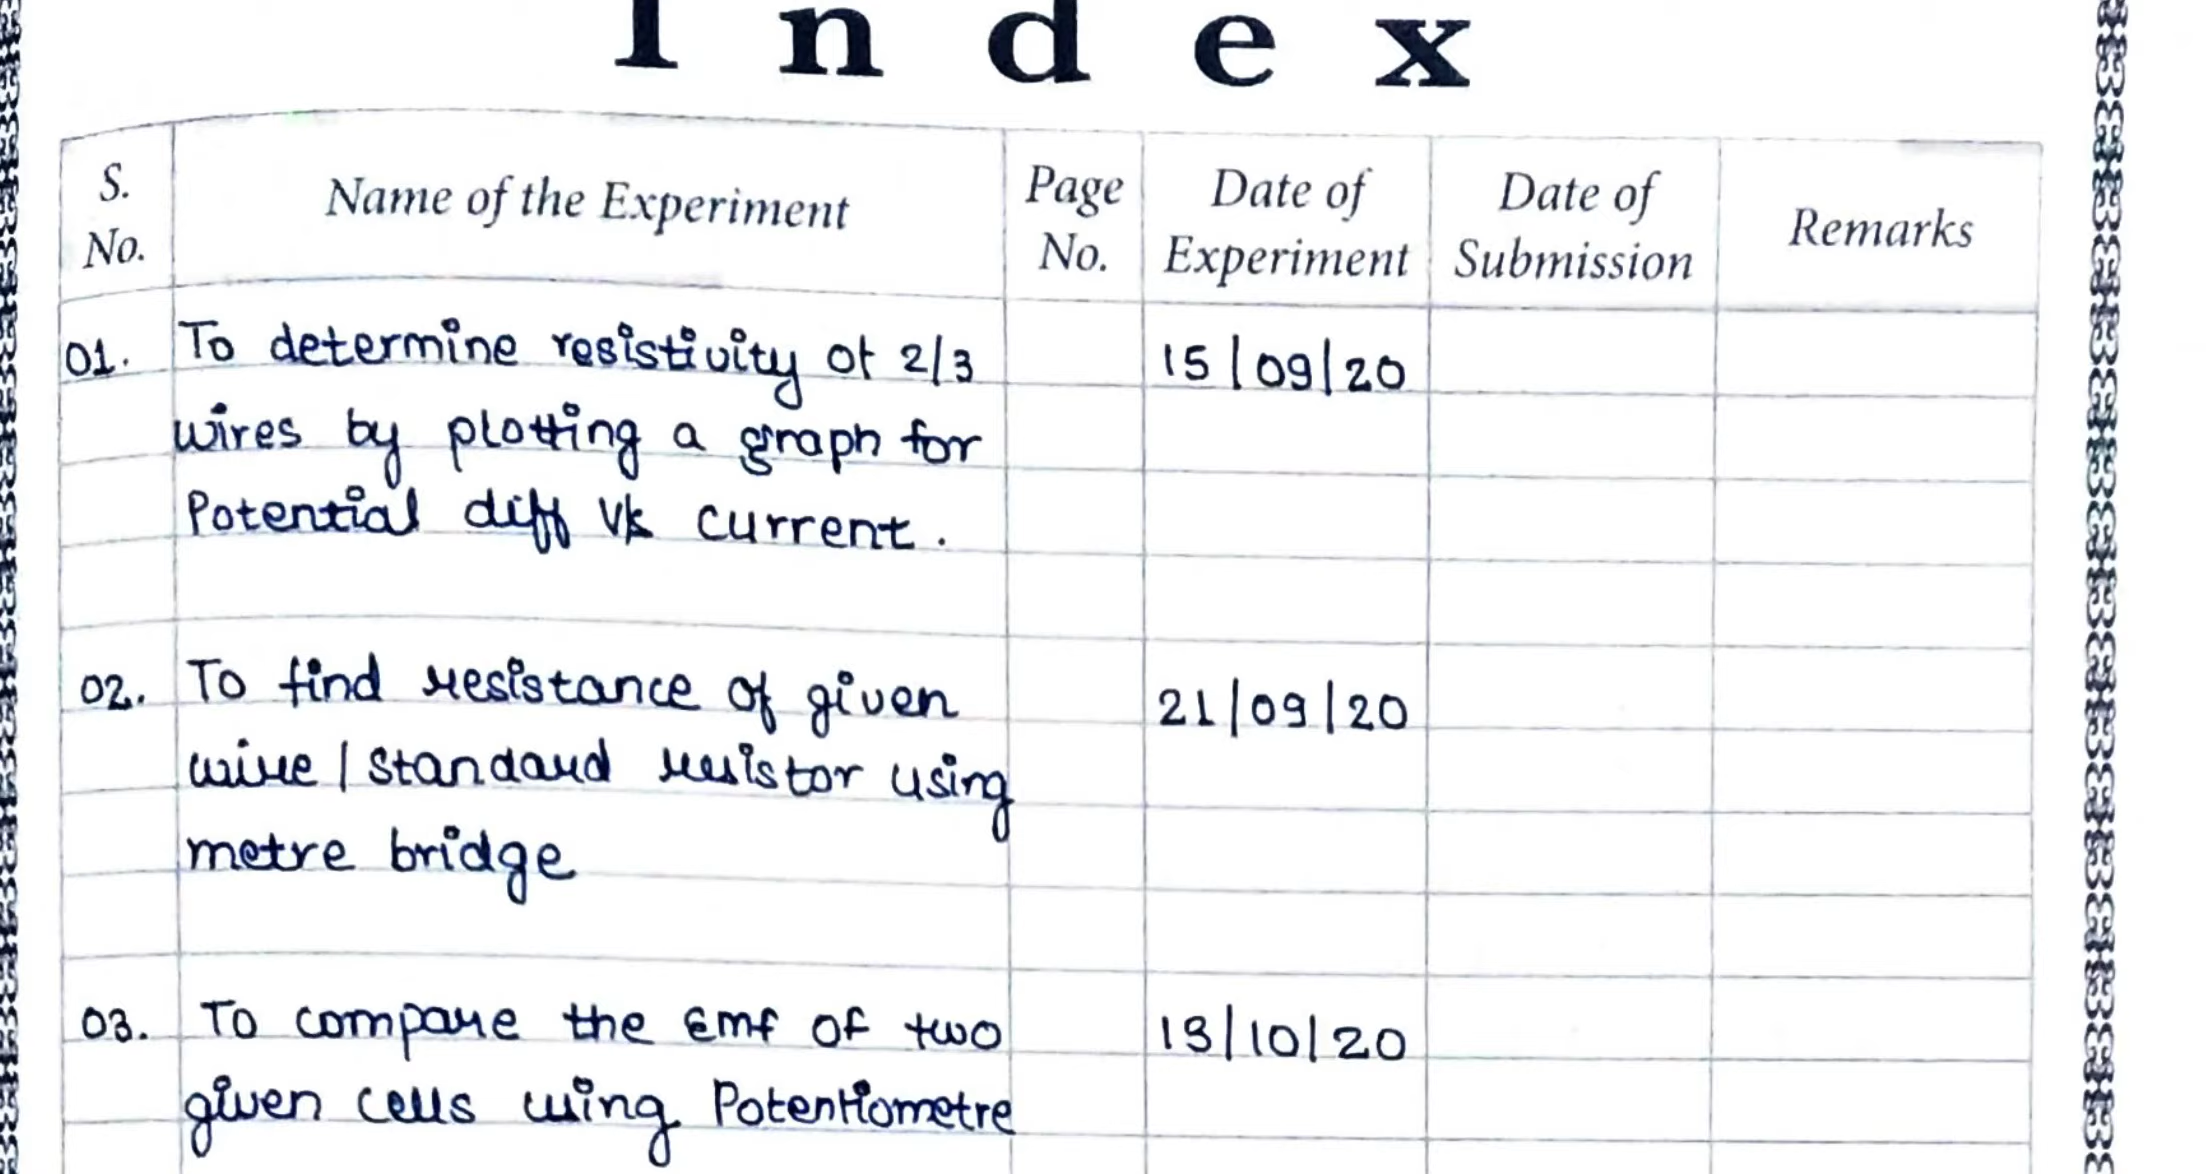 Index
S. No.
Name of the Experiment
Page No.
Date of Experiment
Date of Submission
Remarks
01. To determine resistivity of 2/3 15/09/20
wires by plotting a graph for
Potential diff v/s current.
02. To find resistance of given 21/09/20
wire / standard resistor using
metre bridge
03. To compare the Emf of two 13/10/20
given cells using Potentiometre